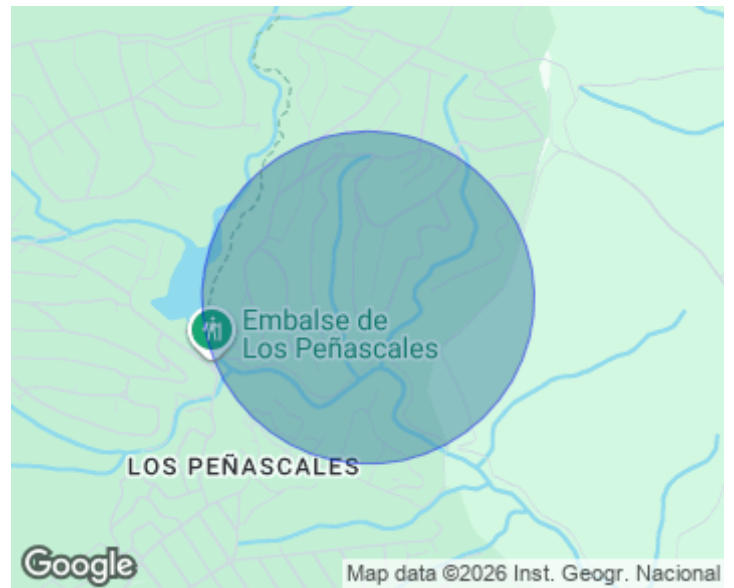 Embalse de
Los Peñascales
LOS PEÑASCALES
Google
Map data ©2026 Inst. Geogr. Nacional